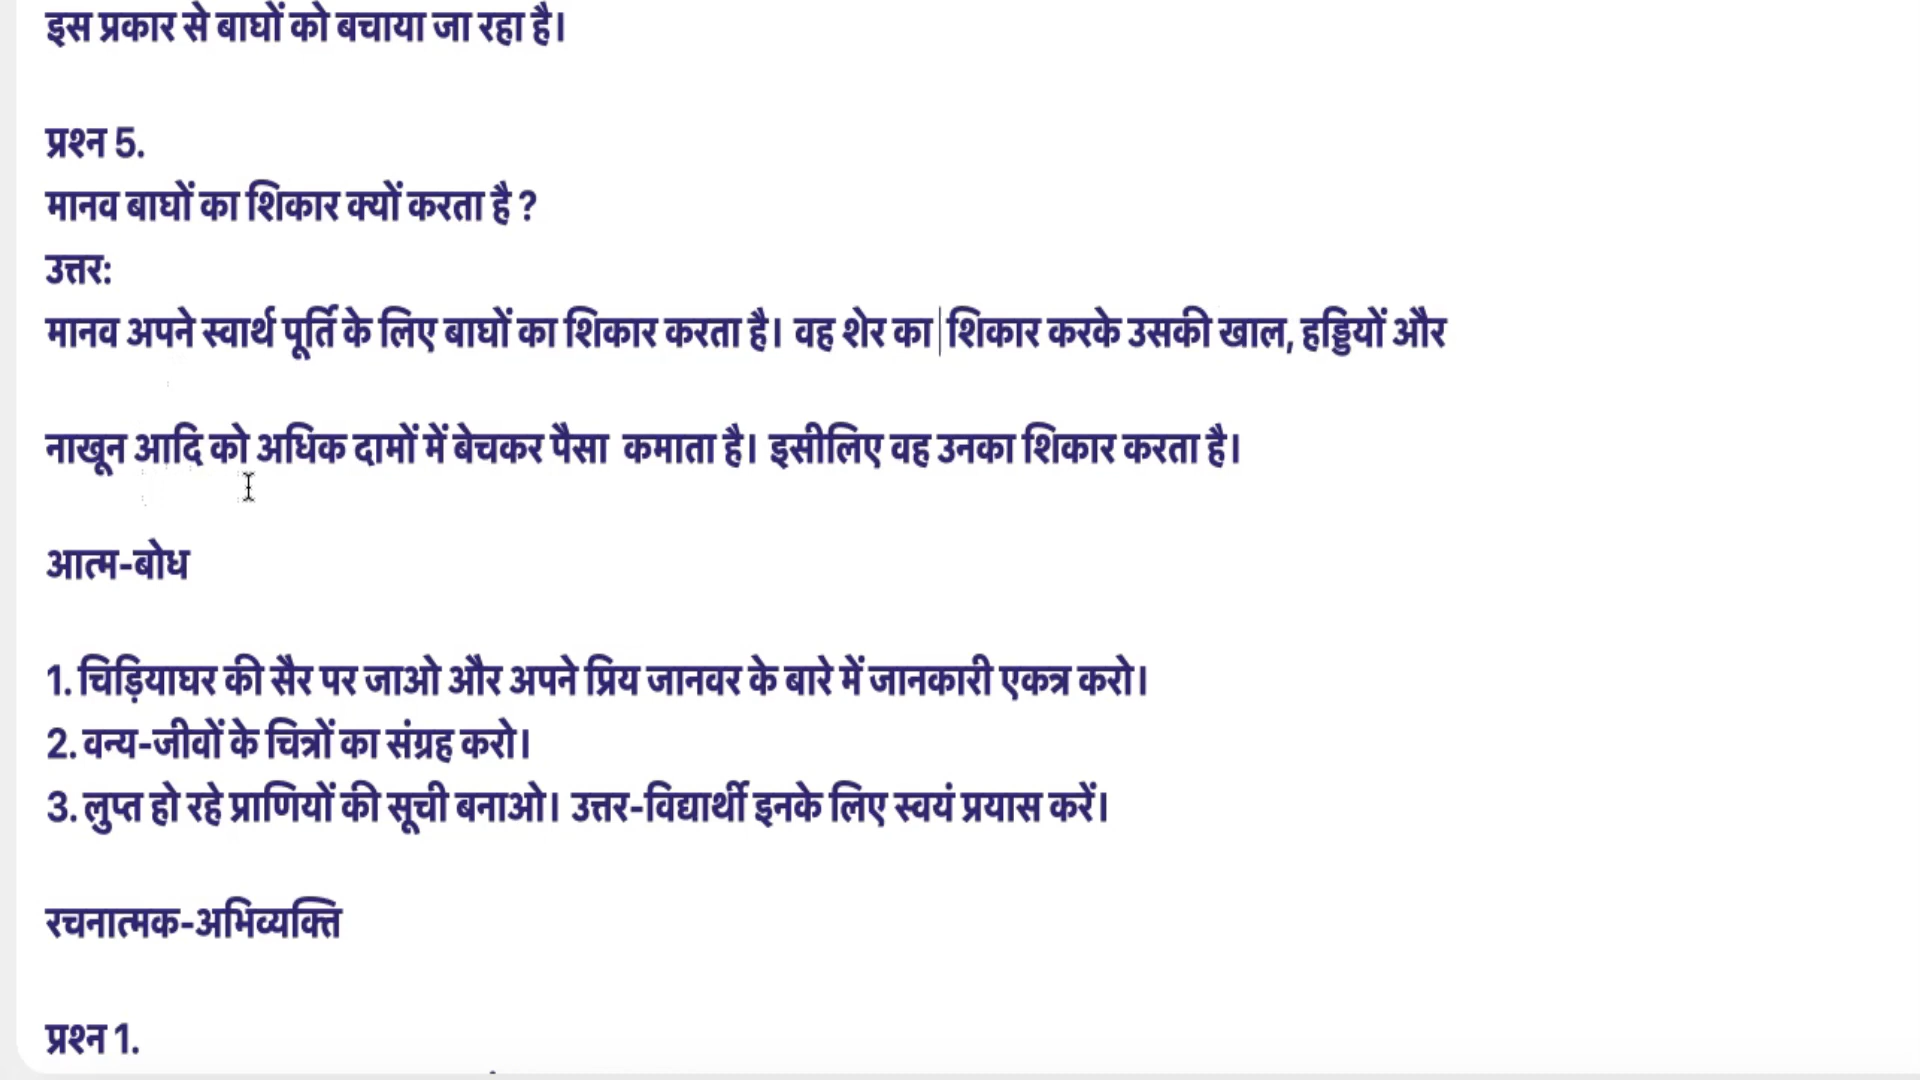 इस प्रकार से बाघों को बचाया जा रहा है।
प्रश्न 5.
मानव बाघों का शिकार क्यों करता है ?
उत्तर:
मानव अपने स्वार्थ पूर्ति के लिए बाघों का शिकार करता है। वह शेर का शिकार करके उसकी खाल, हड्डियों और
नाखून आदि को अधिक दामों में बेचकर पैसा कमाता है। इसीलिए वह उनका शिकार करता है।
आत्म-बोध
1. चिड़ियाघर की सैर पर जाओ और अपने प्रिय जानवर के बारे में जानकारी एकत्र करो।
2. वन्य-जीवों के चित्रों का संग्रह करो।
3. लुप्त हो रहे प्राणियों की सूची बनाओ। उत्तर-विद्यार्थी इनके लिए स्वयं प्रयास करें।
रचनात्मक-अभिव्यक्ति
प्रश्न 1.